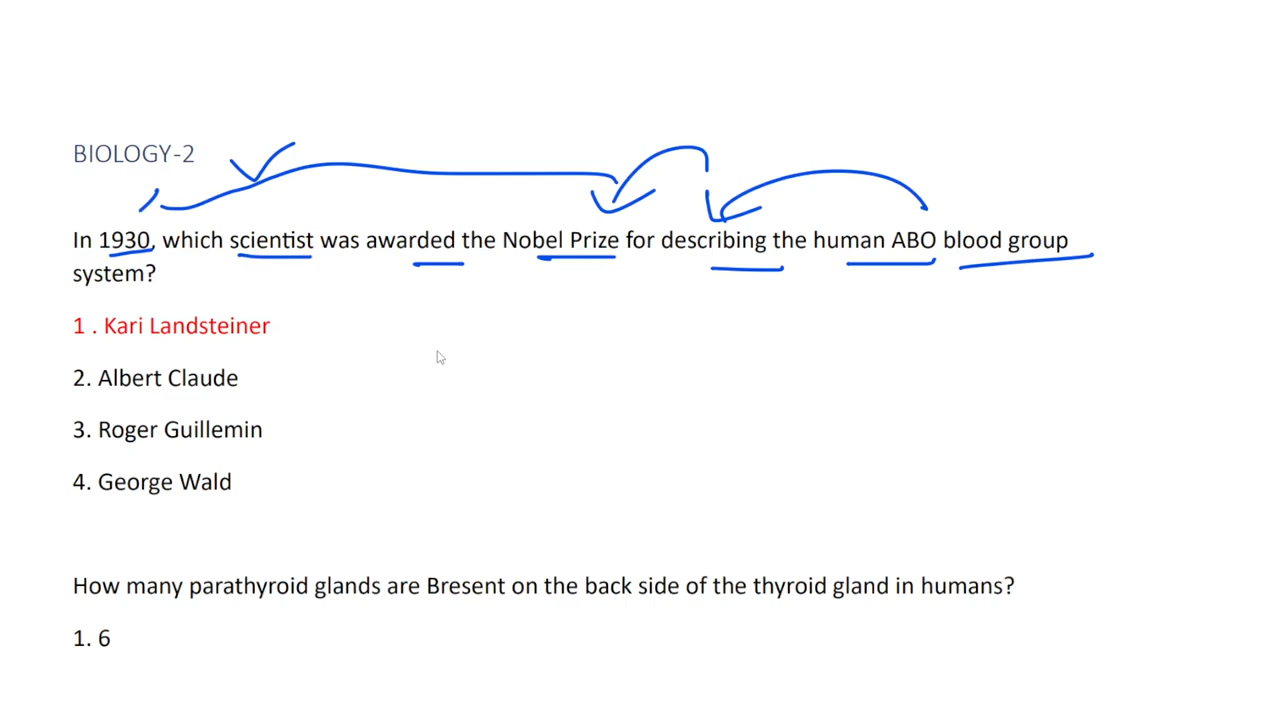 BIOLOGY-2
In 1930, which scientist was awarded the Nobel Prize for describing the human ABO blood group
system?
1 . Kari Landsteiner
2. Albert Claude
3. Roger Guillemin
4. George Wald
How many parathyroid glands are Bresent on the back side of the thyroid gland in humans?
1. 6